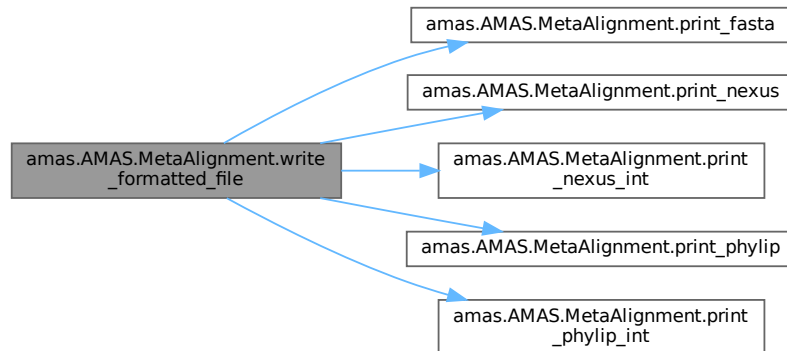 amas.AMAS.MetaAlignment.print_fasta
amas.AMAS.MetaAlignment.print_nexus
amas.AMAS.MetaAlignment.write
_formatted_file
amas.AMAS.MetaAlignment.print
_nexus_int
amas.AMAS.MetaAlignment.print_phylip
amas.AMAS.MetaAlignment.print
_phylip_int